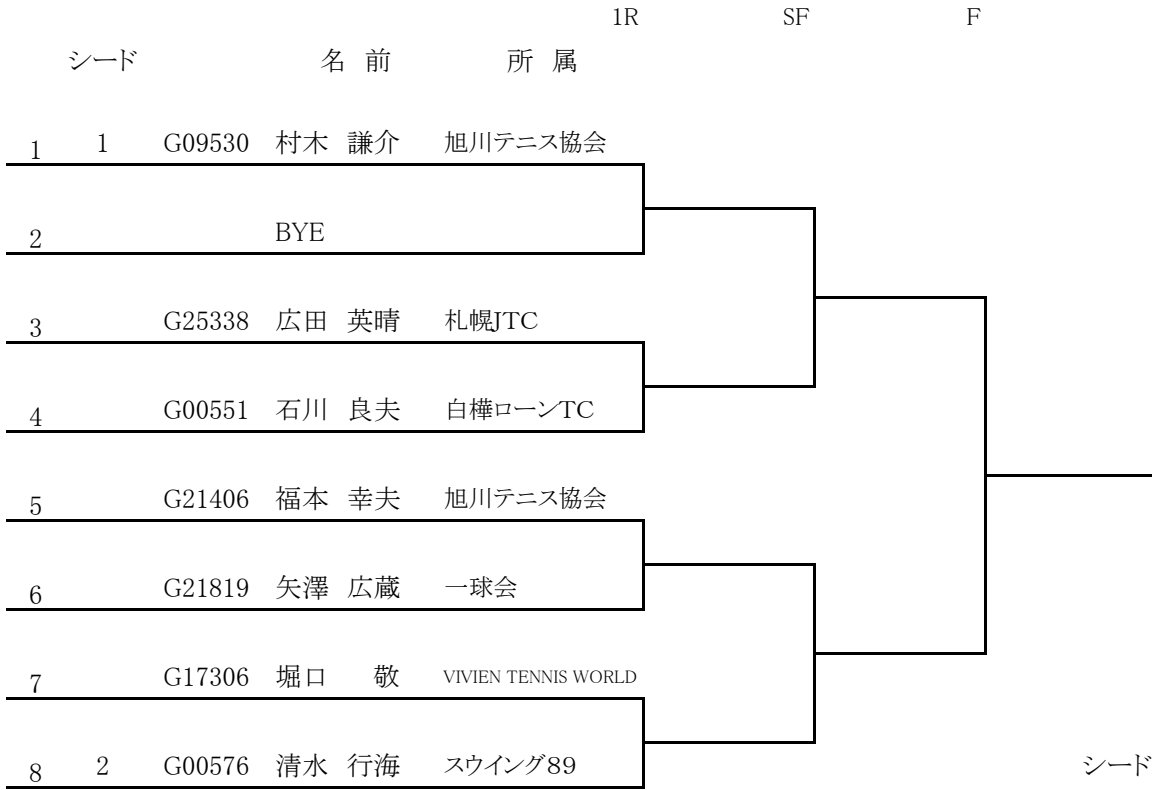 1R SF F
シード 名 前 所 属
1 1 G09530 村木 謙介 旭川テニス協会
2 BYE
3 G25338 広田 英晴 札幌JTC
4 G00551 石川 良夫 白樺ローンTC
5 G21406 福本 幸夫 旭川テニス協会
6 G21819 矢澤 広蔵 一球会
7 G17306 堀口 敬 VIVIEN TENNIS WORLD
8 2 G00576 清水 行海 スウイング89 シード